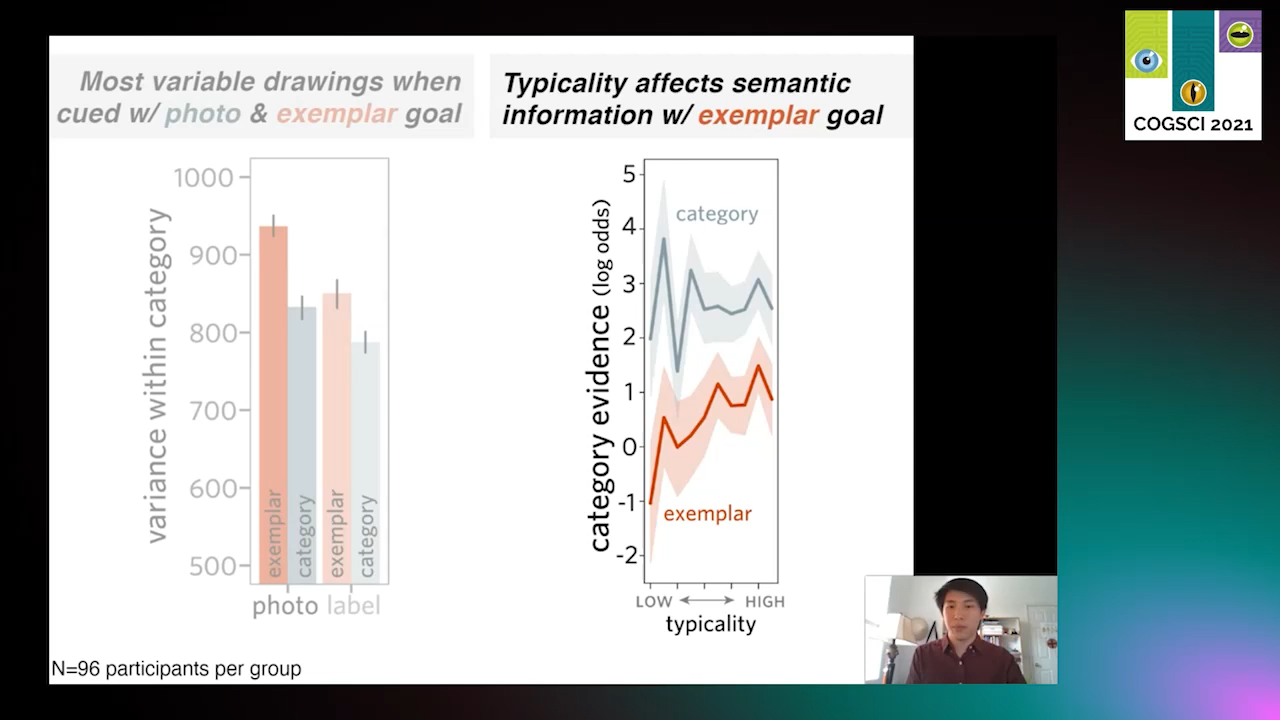 Most variable drawings when
cued w/ photo & exemplar goal
Typicality affects semantic
information w/ exemplar goal
COGSCI 2021
variance within category
1000
900
800
700
600
500
exemplar
category
exemplar
category
photo
label
category evidence (log odds)
5
4
3
2
1
0
-1
-2
category
exemplar
LOW
HIGH
typicality
N=96 participants per group